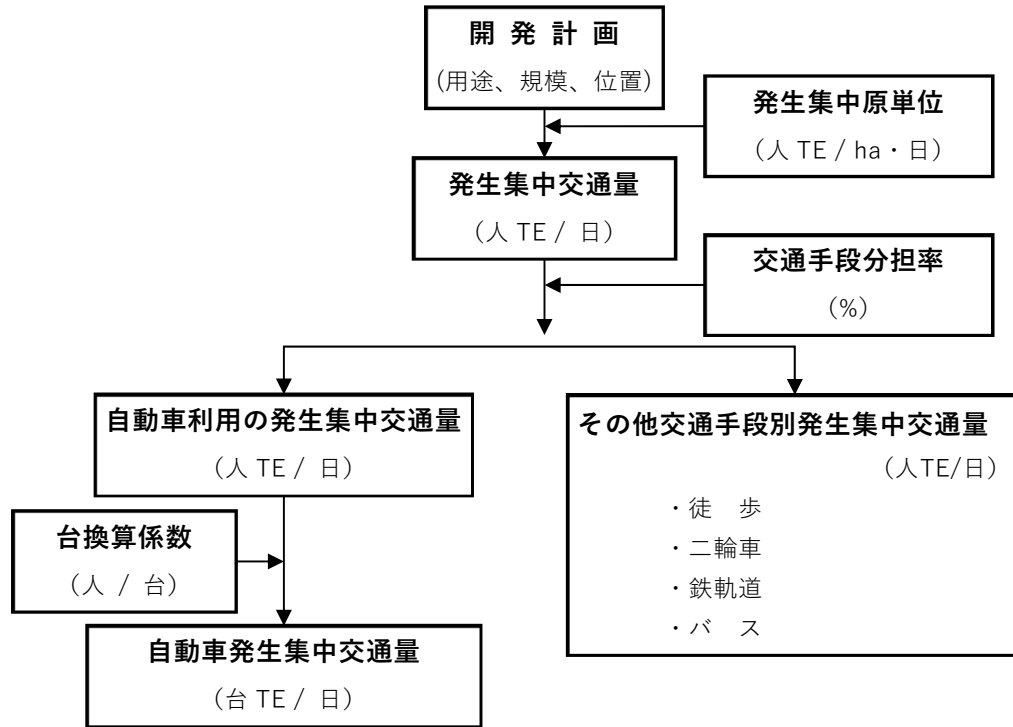 開 発 計 画
(用途、規模、位置)
発生集中原単位
（人 TE / ha・日）
発生集中交通量
（人 TE / 日）
交通手段分担率
（%）
自動車利用の発生集中交通量
（人 TE / 日）
その他交通手段別発生集中交通量
（人TE/日）
・徒　歩
・二輪車
・鉄軌道
・バ　ス
台換算係数
（人 / 台）
自動車発生集中交通量
（台 TE / 日）